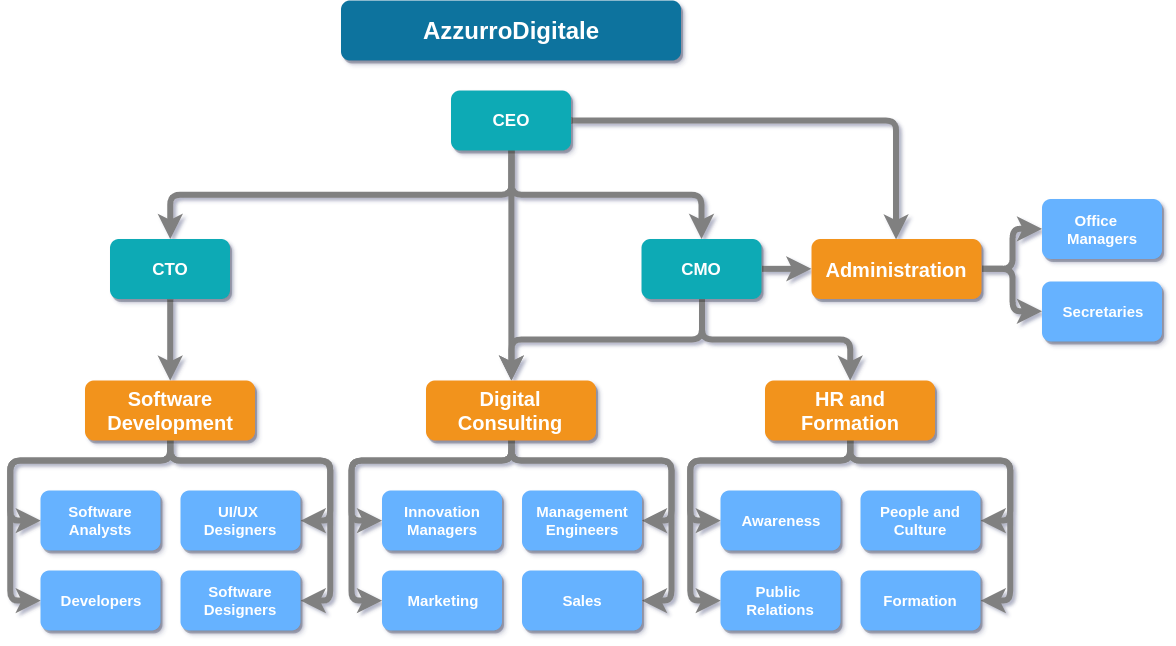 AzzurroDigitale
CEO
CTO
CMO
Administration
Office
Managers
Secretaries
Software
Development
Digital
Consulting
HR and
Formation
Software
Analysts
UI/UX
Designers
Innovation
Managers
Management
Engineers
Awareness
People and
Culture
Developers
Software
Designers
Marketing
Sales
Public
Relations
Formation